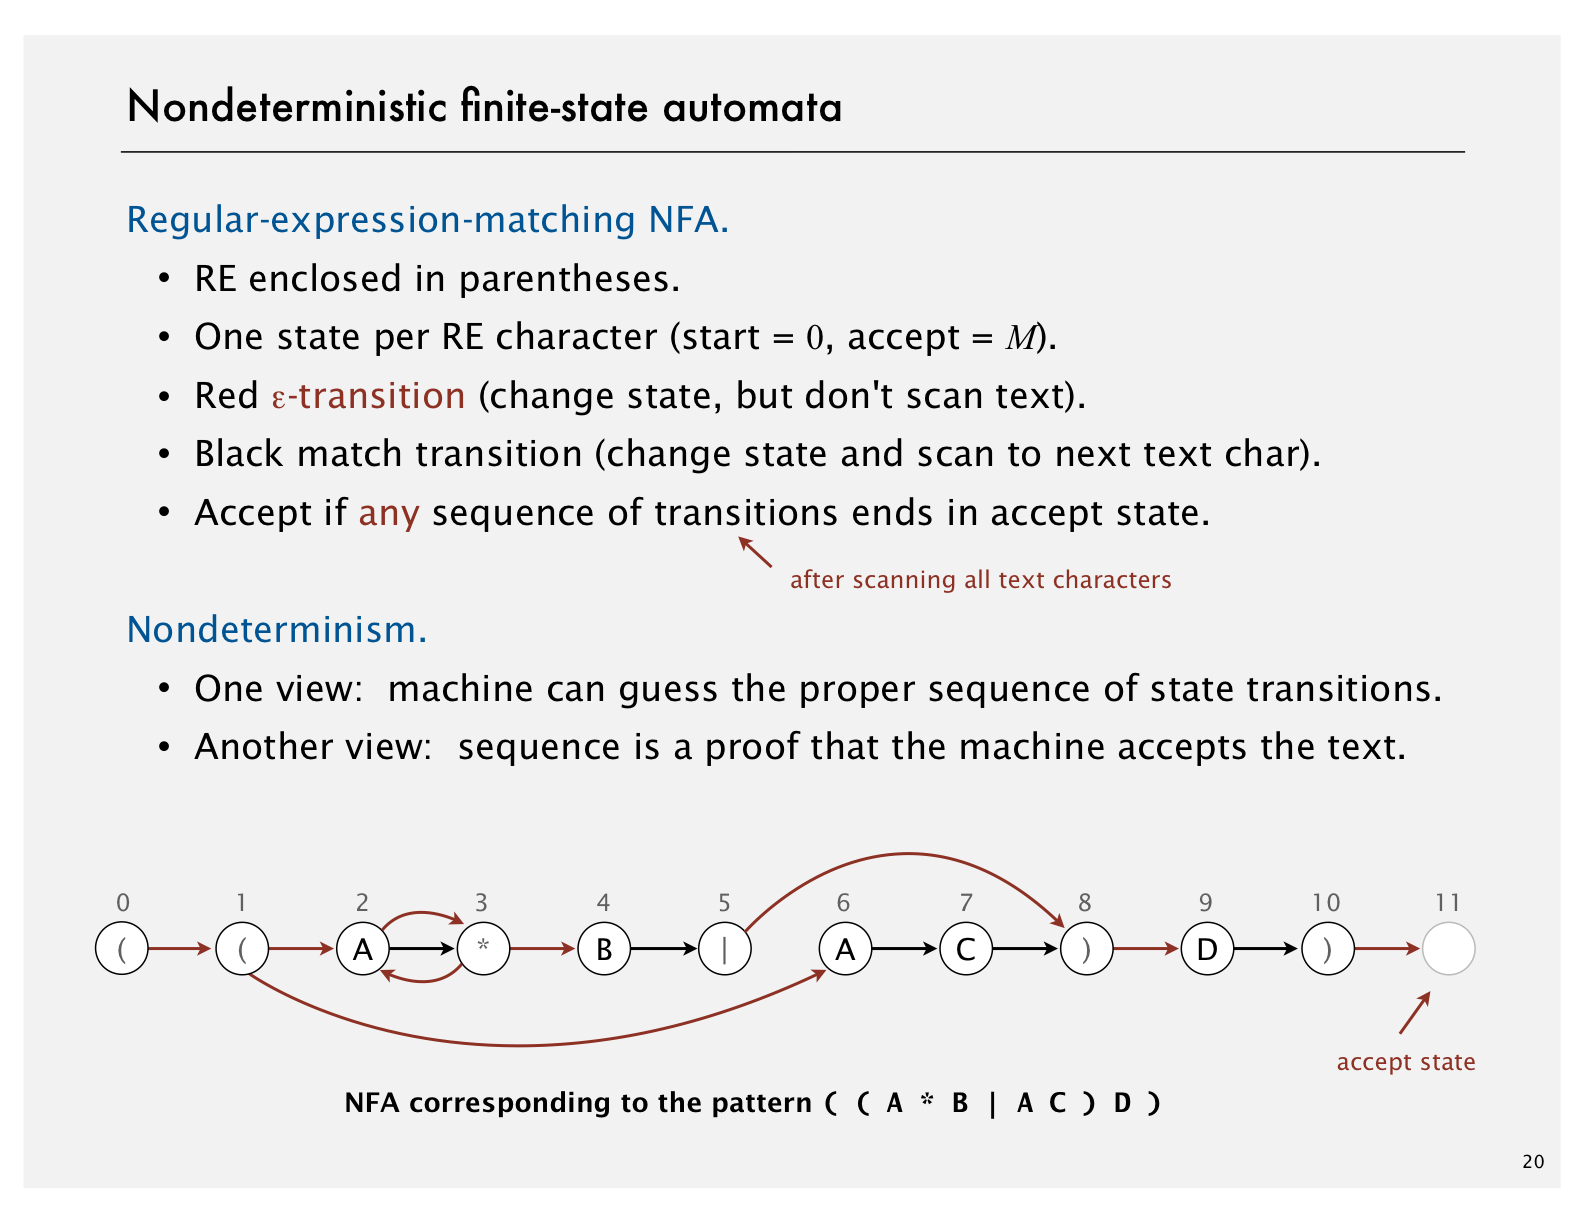 Nondeterministic finite-state automata
Regular-expression-matching NFA.
• RE enclosed in parentheses.
• One state per RE character (start = 0, accept = M).
• Red ε-transition (change state, but don't scan text).
• Black match transition (change state and scan to next text char).
• Accept if any sequence of transitions ends in accept state.
after scanning all text characters
Nondeterminism.
• One view: machine can guess the proper sequence of state transitions.
• Another view: sequence is a proof that the machine accepts the text.
0 1 2 3 4 5 6 7 8 9 10 11
( ( A * B | A C ) D )
accept state
NFA corresponding to the pattern ( ( A * B | A C ) D )
20